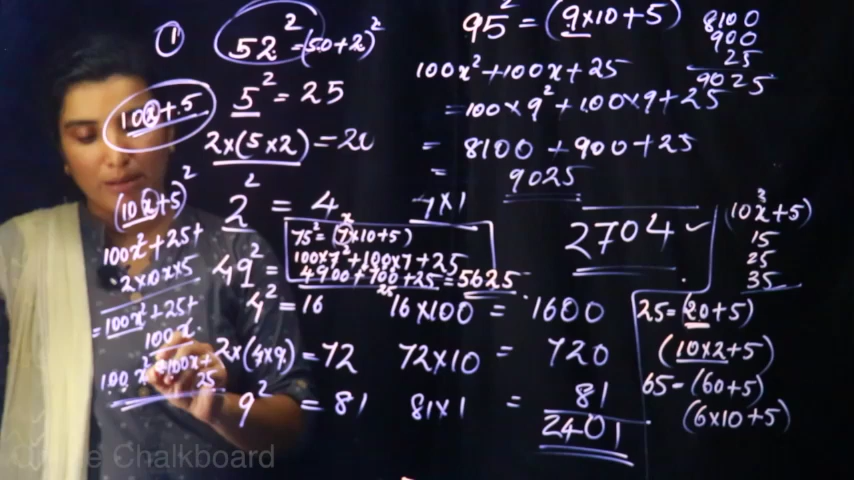 1
52² = (50+2)²
95² = (9×10+5)
8100
900
25
9025
100x²+100x+25
5² = 25
10x+5
=100×9²+100×9+25
2×(5×2)=20
= 8100 +900+25
= 9025
(10x+5)²
2² = 4
4×1
2704 ✓
100x²+25+
2×10x×5
=100x²+25+
100x
100x²+100x+
25
75²=(7×10+5)
100×7²+100×7+25
4900+700+25=5625
49² =
4² = 16
16×100 = 1600
2×(4×9) = 72
72×10 = 720
9² = 81
81×1 = 81
2401
(10x+5)
15
25
35
25=(20+5)
(10×2+5)
65-(60+5)
(6×10+5)
Chalkboard